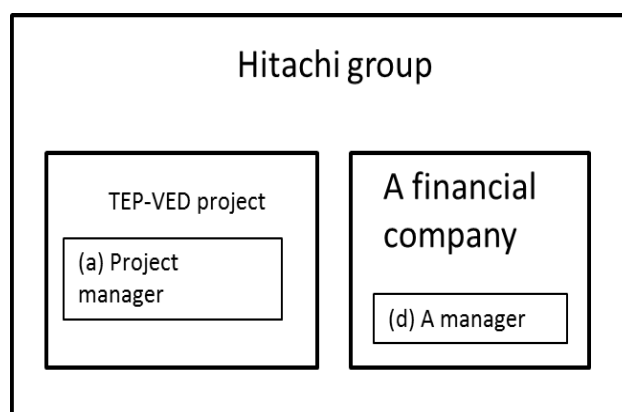 Hitachi group
TEP-VED project
(a) Project
manager
A financial
company
(d) A manager